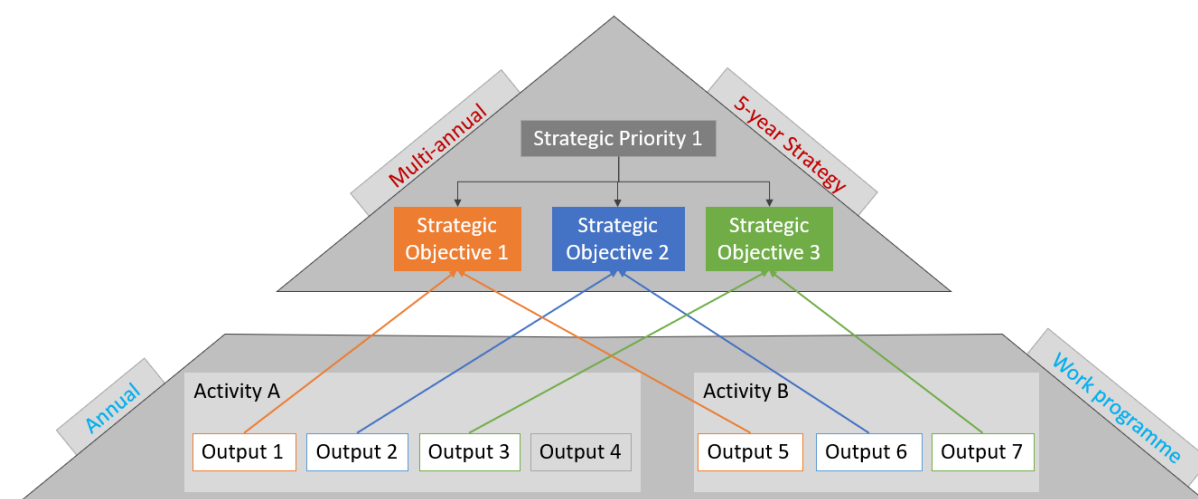 Multi-annual
5-year Strategy
Strategic Priority 1
Strategic
Objective 1
Strategic
Objective 2
Strategic
Objective 3
Annual
Work programme
Activity A
Output 1
Output 2
Output 3
Output 4
Activity B
Output 5
Output 6
Output 7